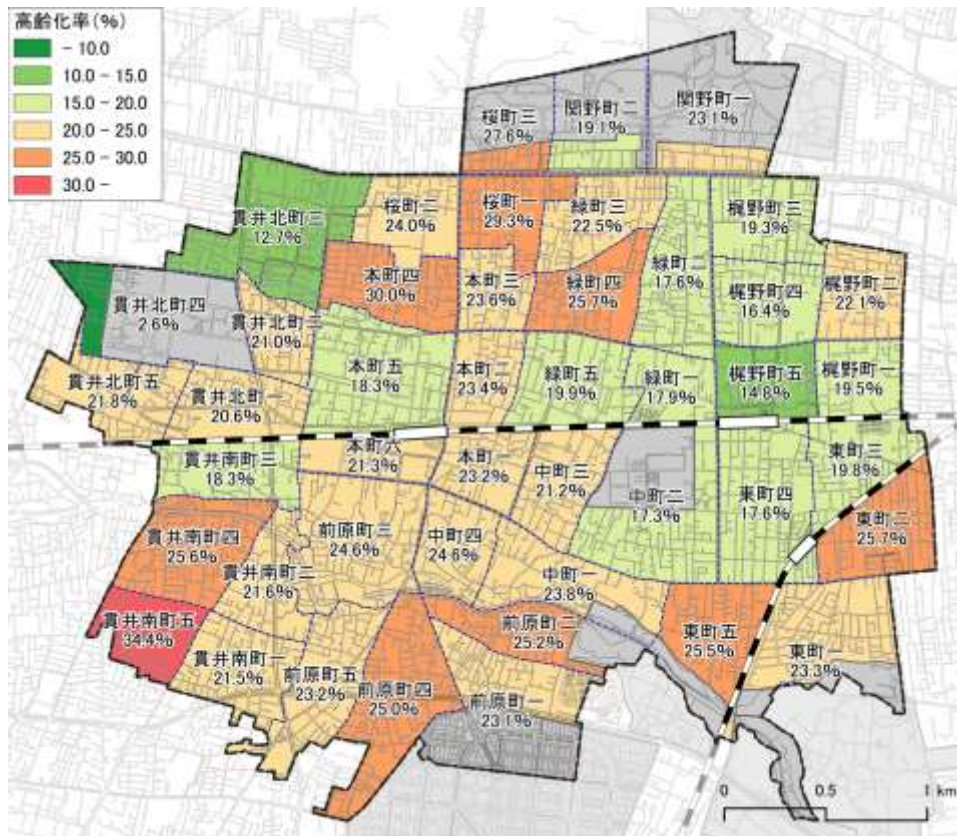 高齢化率(%)
- 10.0
10.0 - 15.0
15.0 - 20.0
20.0 - 25.0
25.0 - 30.0
30.0 -
桜町三
27.6%
関野町二
19.1%
関野町一
23.1%
貫井北町三
12.7%
桜町二
24.0%
桜町一
29.3%
緑町三
22.5%
梶野町三
19.3%
貫井北町四
2.6%
本町四
30.0%
本町三
23.6%
緑町四
25.7%
緑町二
17.6%
梶野町四
16.4%
梶野町二
22.1%
貫井北町二
21.0%
貫井北町五
21.8%
貫井北町一
20.6%
本町五
18.3%
本町二
23.4%
緑町五
19.9%
緑町一
17.9%
梶野町五
14.8%
梶野町一
19.5%
貫井南町三
18.3%
本町六
21.3%
本町一
23.2%
中町三
21.2%
中町二
17.3%
東町四
17.6%
東町三
19.8%
貫井南町四
25.6%
前原町三
24.6%
中町四
24.6%
東町二
25.7%
貫井南町二
21.6%
中町一
23.8%
貫井南町五
34.4%
貫井南町一
21.5%
前原町五
23.2%
前原町四
25.0%
前原町二
25.2%
前原町一
23.1%
東町五
25.5%
東町一
23.3%
0 0.5 1 km